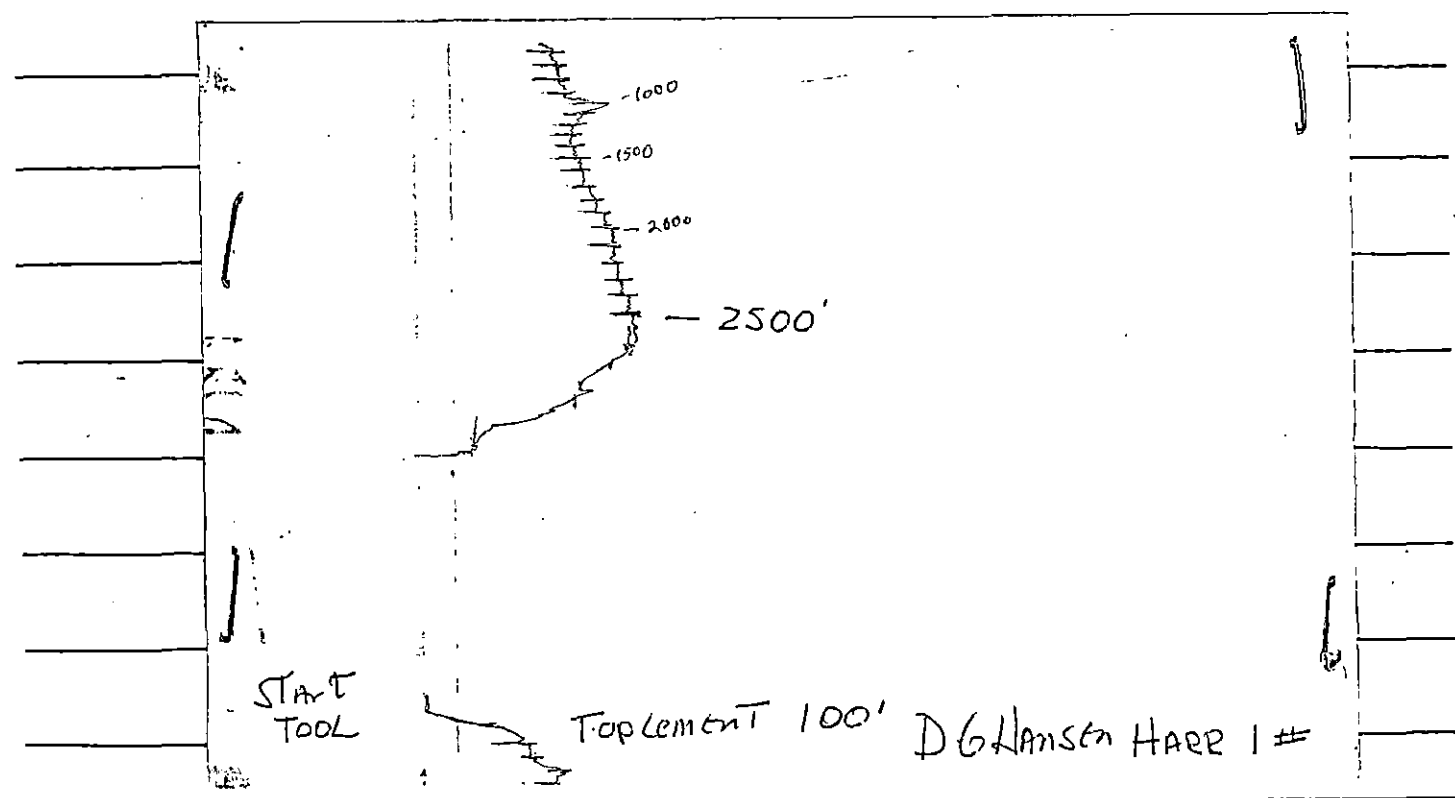 -1000
-1500
- 2000
- 2500'
START
TOOL
TOPCEMENT 100'
D G HANSEN HARR 1 #